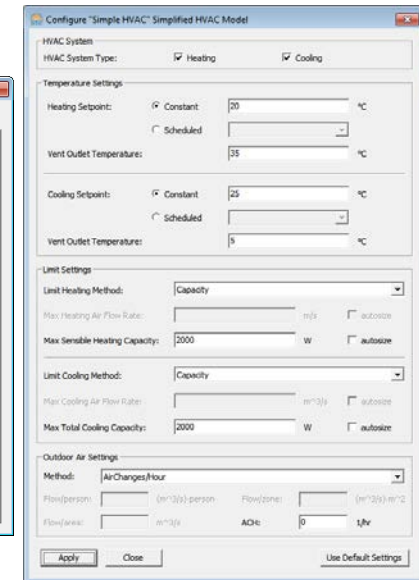 Configure "Simple HVAC" Simplified HVAC Model
HVAC System
HVAC System Type: Heating Cooling
Temperature Settings
Heating Setpoint: Constant 20 °C
Scheduled
Vent Outlet Temperature: 35 °C
Cooling Setpoint: Constant 25 °C
Scheduled
Vent Outlet Temperature: 5 °C
Limit Settings
Limit Heating Method: Capacity
Max Heating Air Flow Rate: m/s autosize
Max Sensible Heating Capacity: 2000 W autosize
Limit Cooling Method: Capacity
Max Cooling Air Flow Rate: m^3/s autosize
Max Total Cooling Capacity: 2000 W autosize
Outdoor Air Settings
Method: AirChanges/Hour
Flow/person: (m^3/s)-person Flow/zone: (m^3/s)-m^2
Flow/area: m^3/s ACH: 0 1/hr
Apply Close Use Default Settings